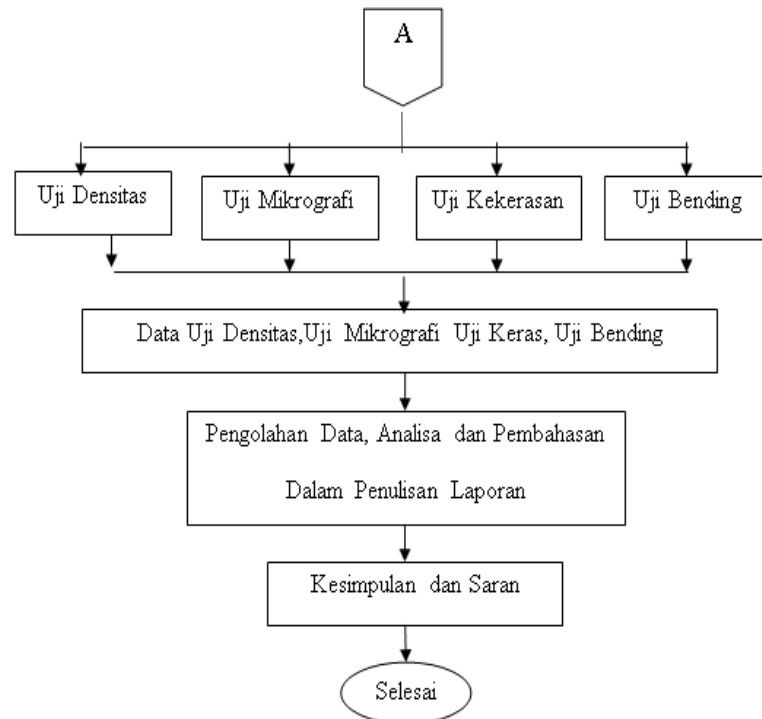 A
Uji Densitas
Uji Mikrografi
Uji Kekerasan
Uji Bending
Data Uji Densitas,Uji Mikrografi Uji Keras, Uji Bending
Pengolahan Data, Analisa dan Pembahasan
Dalam Penulisan Laporan
Kesimpulan dan Saran
Selesai